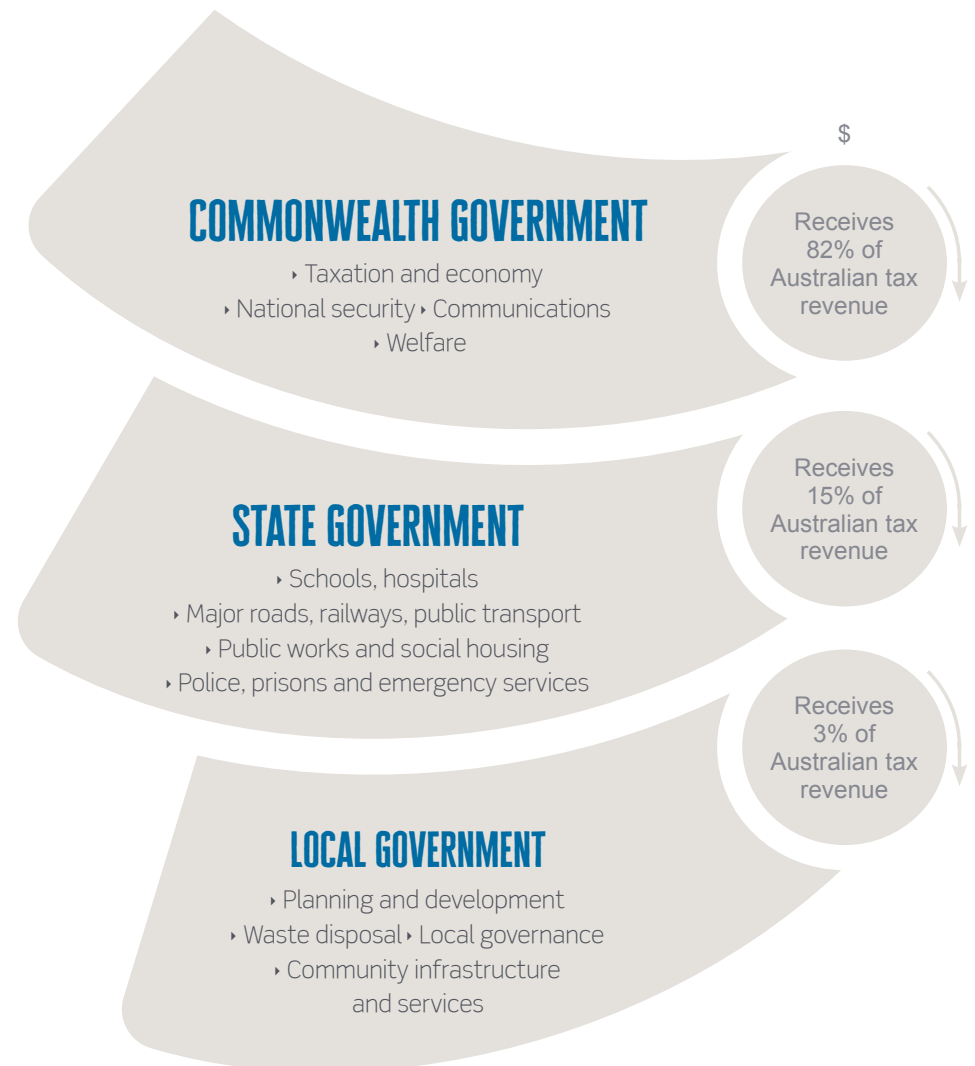 $
COMMONWEALTH GOVERNMENT
‣ Taxation and economy
‣ National security ‣ Communications
‣ Welfare
Receives
82% of
Australian tax
revenue
STATE GOVERNMENT
‣ Schools, hospitals
‣ Major roads, railways, public transport
‣ Public works and social housing
‣ Police, prisons and emergency services
Receives
15% of
Australian tax
revenue
LOCAL GOVERNMENT
‣ Planning and development
‣ Waste disposal ‣ Local governance
‣ Community infrastructure
and services
Receives
3% of
Australian tax
revenue